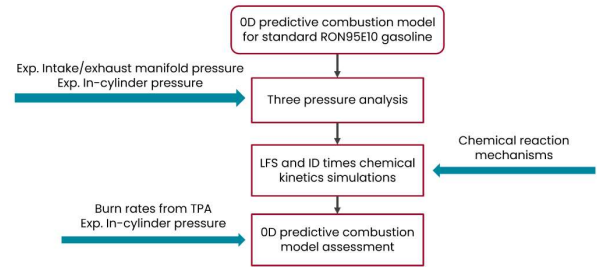 0D predictive combustion model
for standard RON95E10 gasoline
Exp. Intake/exhaust manifold pressure
Exp. In-cylinder pressure
Three pressure analysis
Chemical reaction
mechanisms
LFS and ID times chemical
kinetics simulations
Burn rates from TPA
Exp. In-cylinder pressure
0D predictive combustion
model assessment